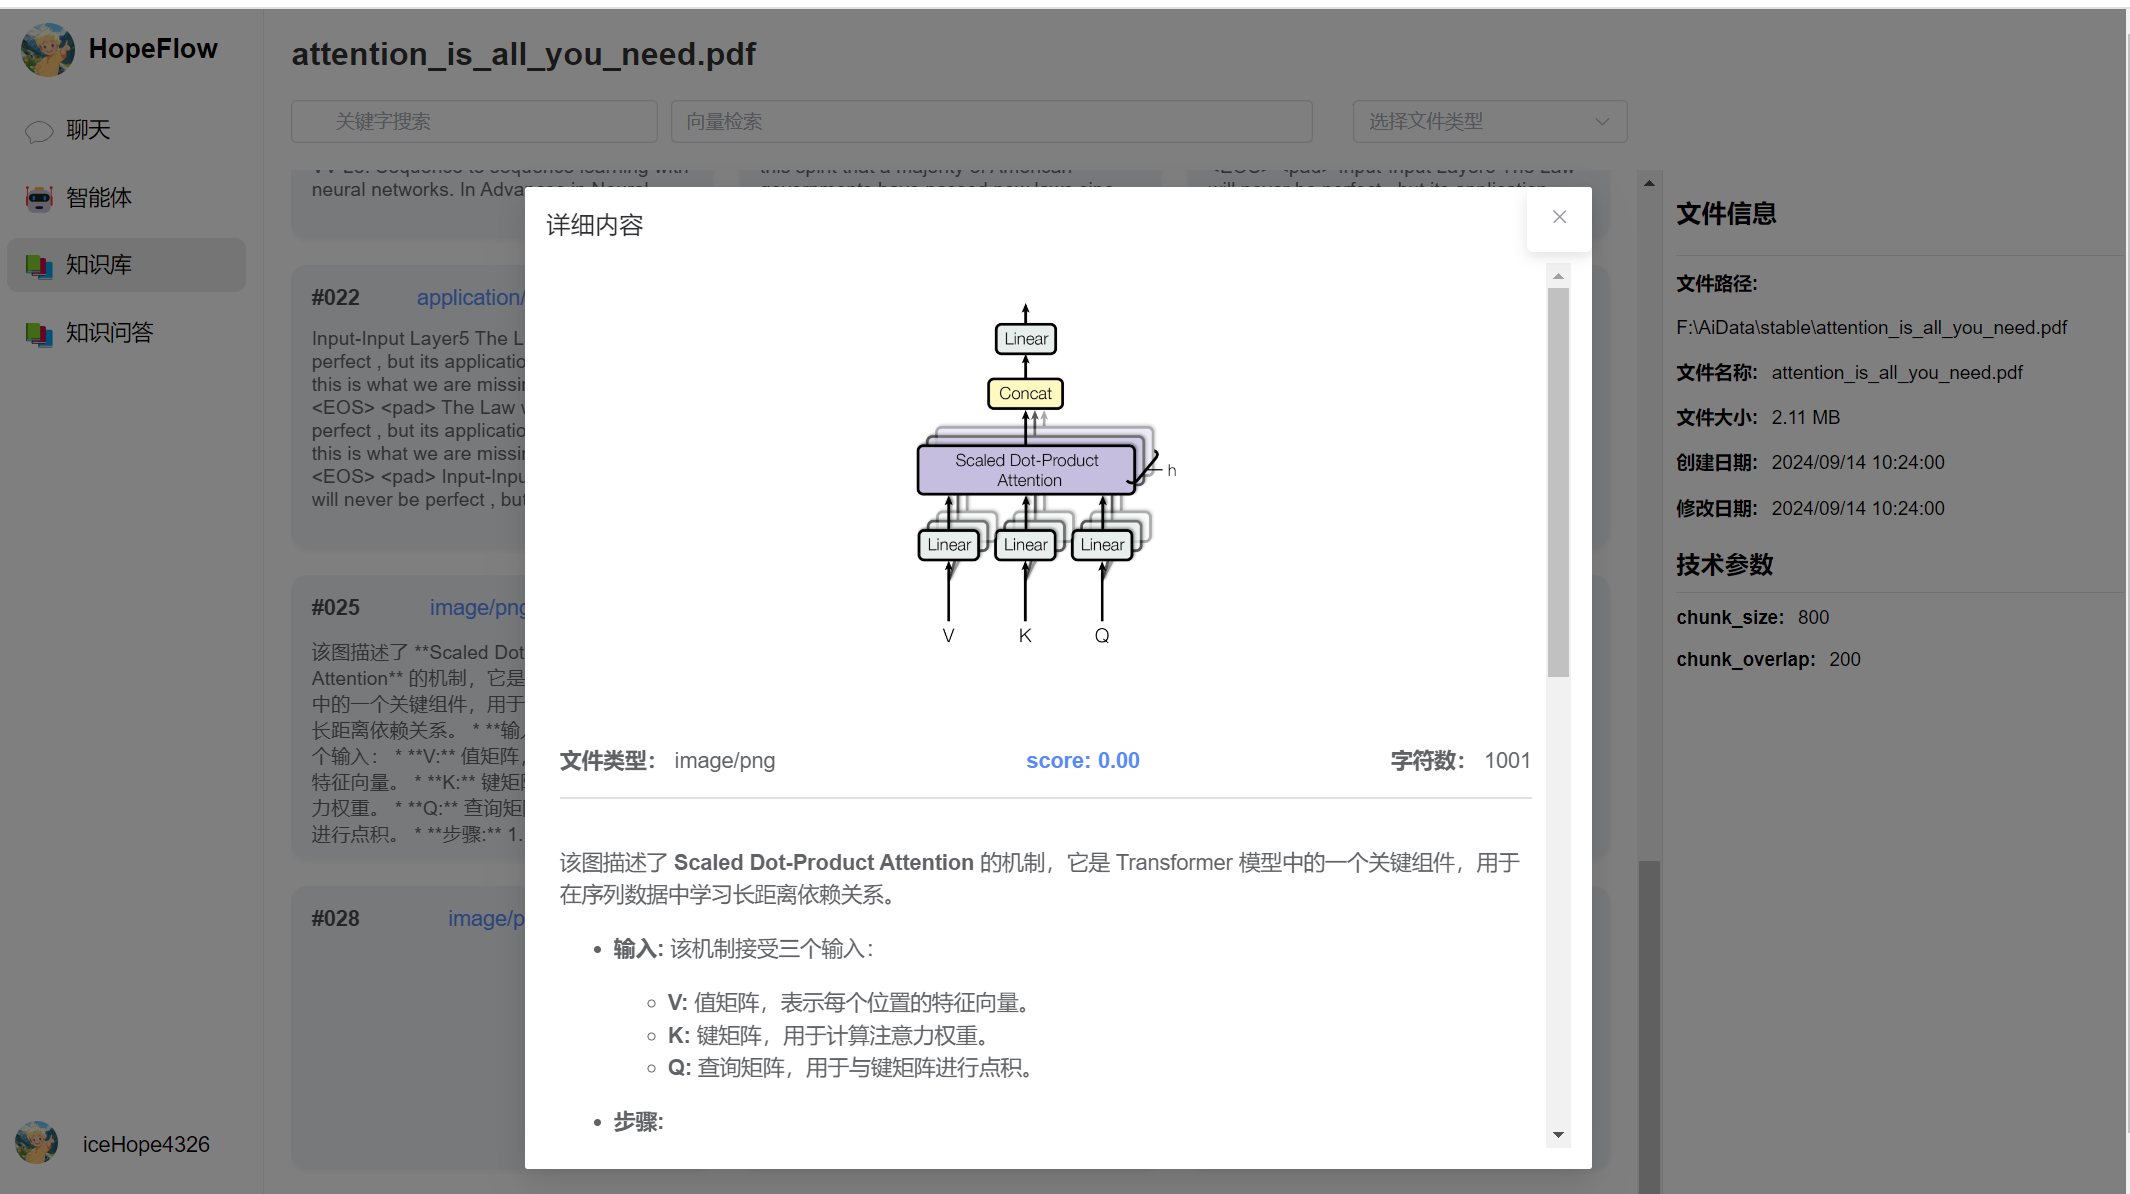 HopeFlow
聊天
智能体
知识库
知识问答
iceHope4326
attention_is_all_you_need.pdf
关键字搜索
向量检索
选择文件类型
neural networks. In Advances in Neural
#022
application/
Input-Input Layer5 The L
perfect , but its applicatio
this is what we are missi
<EOS> <pad> The Law
perfect , but its applicatio
this is what we are missi
<EOS> <pad> Input-Inpu
will never be perfect , bu
#025
image/png
该图描述了 **Scaled Dot
Attention** 的机制，它是
中的一个关键组件，用于
长距离依赖关系。 * **输
个输入： * **V:** 值矩阵，
特征向量。 * **K:** 键矩
力权重。 * **Q:** 查询矩
进行点积。 * **步骤:** 1.
#028
image/p
详细内容
Linear
Concat
Scaled Dot-Product
Attention
h
Linear
Linear
Linear
V
K
Q
文件类型： image/png
score: 0.00
字符数： 1001
该图描述了 Scaled Dot-Product Attention 的机制，它是 Transformer 模型中的一个关键组件，用于
在序列数据中学习长距离依赖关系。
• 输入: 该机制接受三个输入：
◦ V: 值矩阵，表示每个位置的特征向量。
◦ K: 键矩阵，用于计算注意力权重。
◦ Q: 查询矩阵，用于与键矩阵进行点积。
• 步骤:
文件信息
文件路径:
F:\AiData\stable\attention_is_all_you_need.pdf
文件名称: attention_is_all_you_need.pdf
文件大小: 2.11 MB
创建日期: 2024/09/14 10:24:00
修改日期: 2024/09/14 10:24:00
技术参数
chunk_size: 800
chunk_overlap: 200